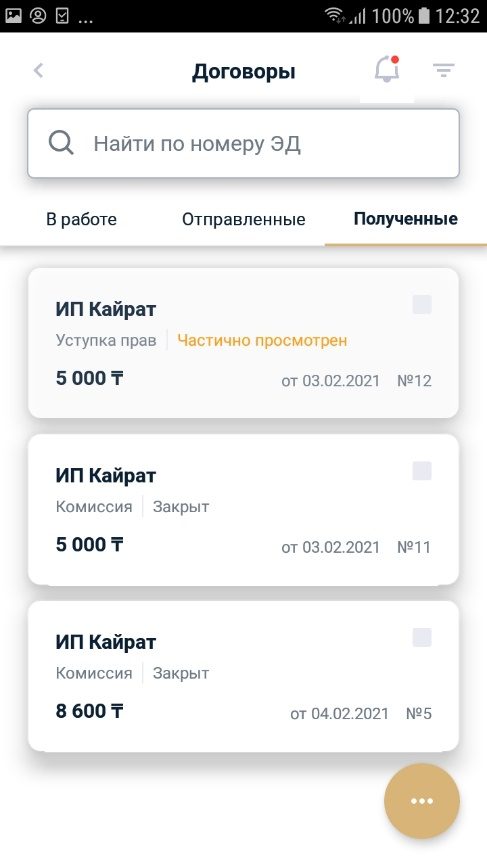 ... 100% 12:32
Договоры
Найти по номеру ЭД
В работе Отправленные Полученные
ИП Кайрат
Уступка прав Частично просмотрен
5 000 ₸ от 03.02.2021 №12
ИП Кайрат
Комиссия Закрыт
5 000 ₸ от 03.02.2021 №11
ИП Кайрат
Комиссия Закрыт
8 600 ₸ от 04.02.2021 №5